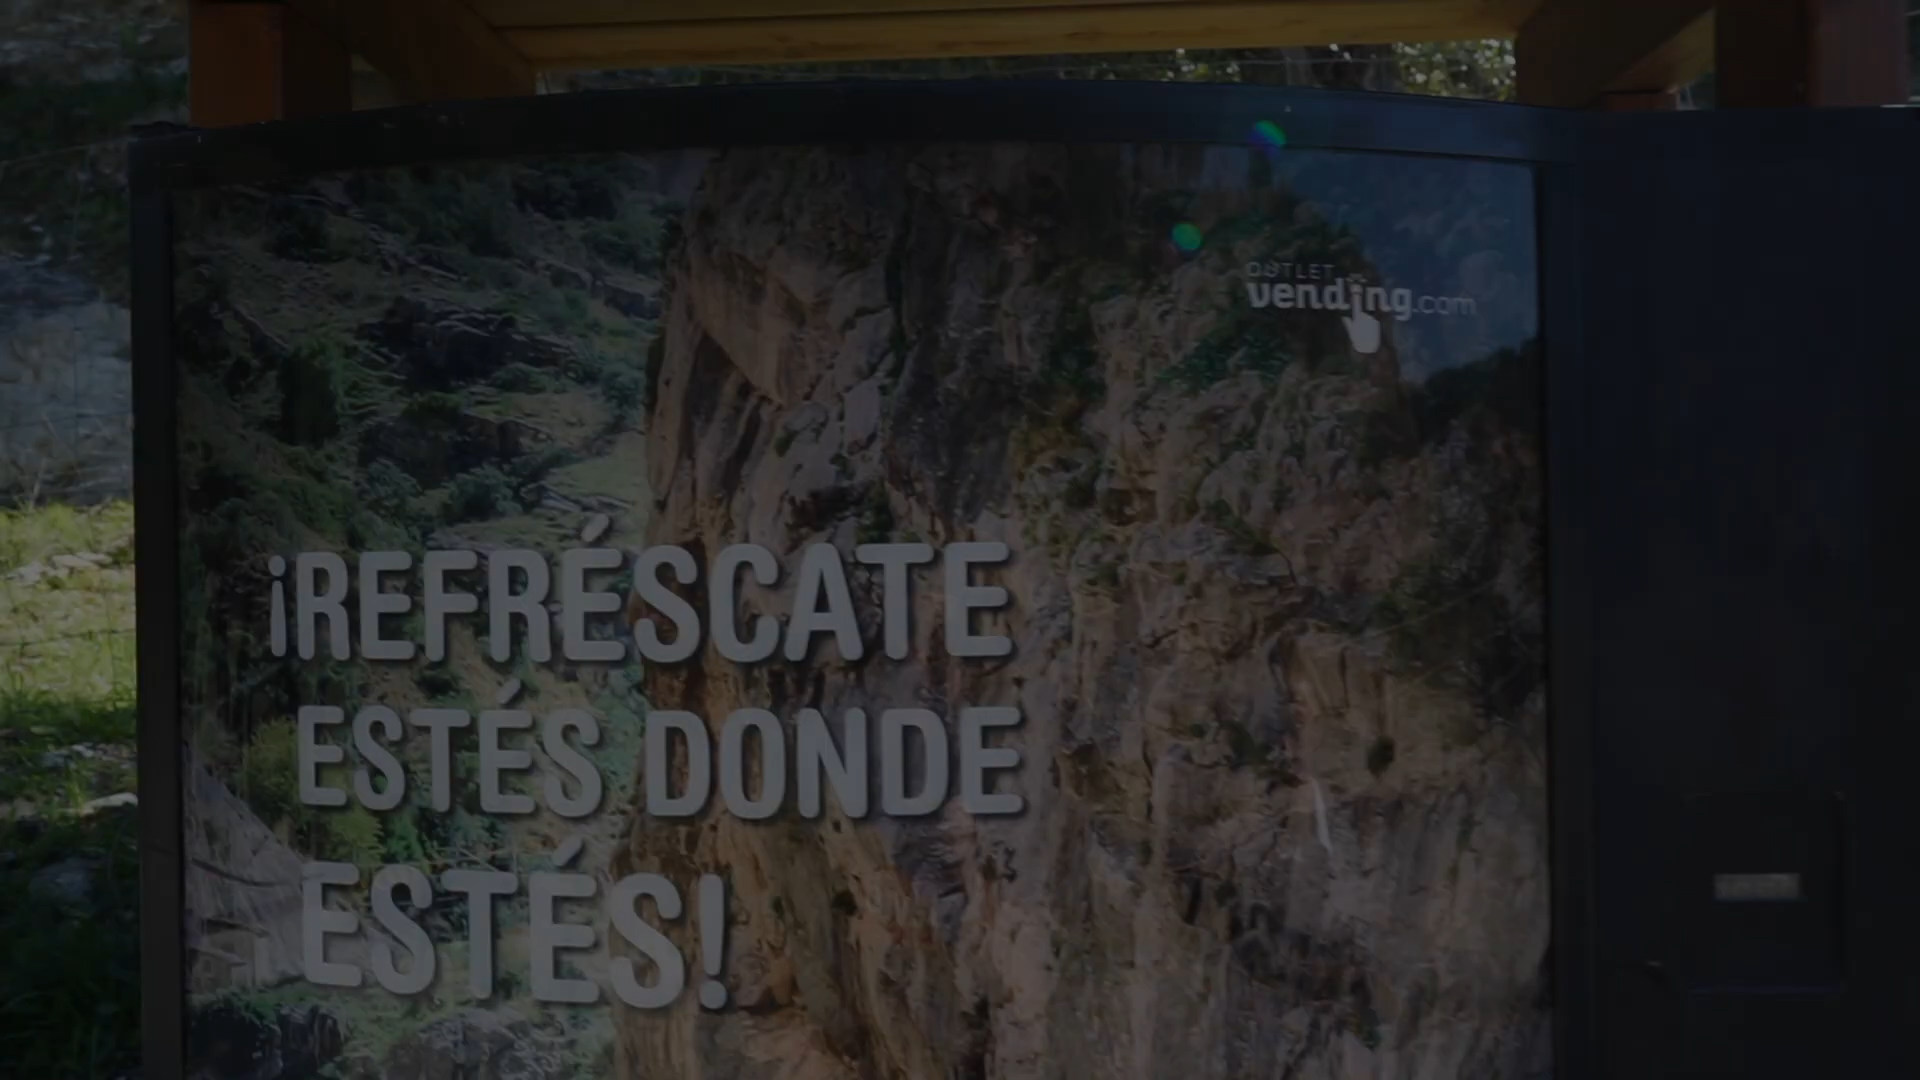 OUTLET
vending.com
¡REFRÉSCATE
ESTÉS DONDE
ESTÉS!